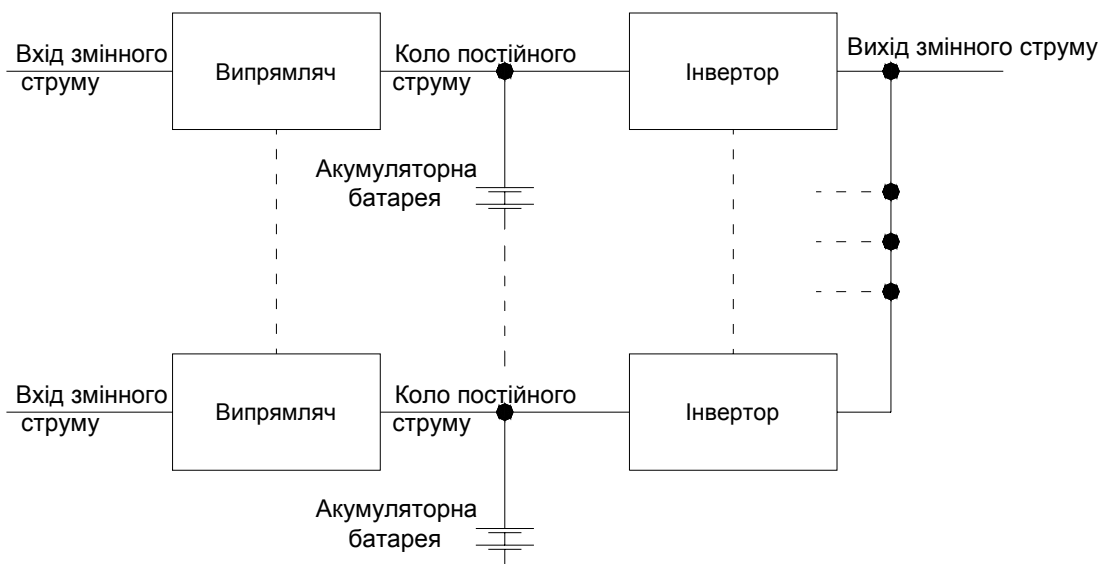 Вхід змінного
струму
Випрямляч
Коло постійного
струму
Інвертор
Вихід змінного струму
Акумуляторна
батарея
Вхід змінного
струму
Випрямляч
Коло постійного
струму
Інвертор
Акумуляторна
батарея